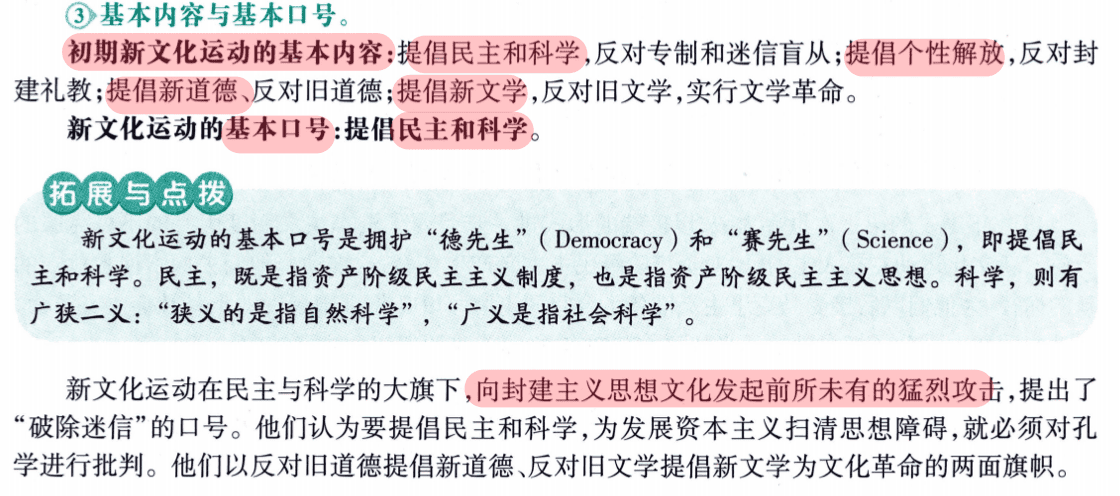 ③基本内容与基本口号。
初期新文化运动的基本内容:提倡民主和科学,反对专制和迷信盲从;提倡个性解放,反对封
建礼教;提倡新道德、反对旧道德;提倡新文学,反对旧文学,实行文学革命。
新文化运动的基本口号:提倡民主和科学。
拓展与点拨
新文化运动的基本口号是拥护“德先生”(Democracy)和“赛先生”(Science),即提倡民
主和科学。民主,既是指资产阶级民主主义制度,也是指资产阶级民主主义思想。科学,则有
广狭二义:“狭义的是指自然科学”,“广义是指社会科学”。
新文化运动在民主与科学的大旗下,向封建主义思想文化发起前所未有的猛烈攻击,提出了
“破除迷信”的口号。他们认为要提倡民主和科学,为发展资本主义扫清思想障碍,就必须对孔
学进行批判。他们以反对旧道德提倡新道德、反对旧文学提倡新文学为文化革命的两面旗帜。